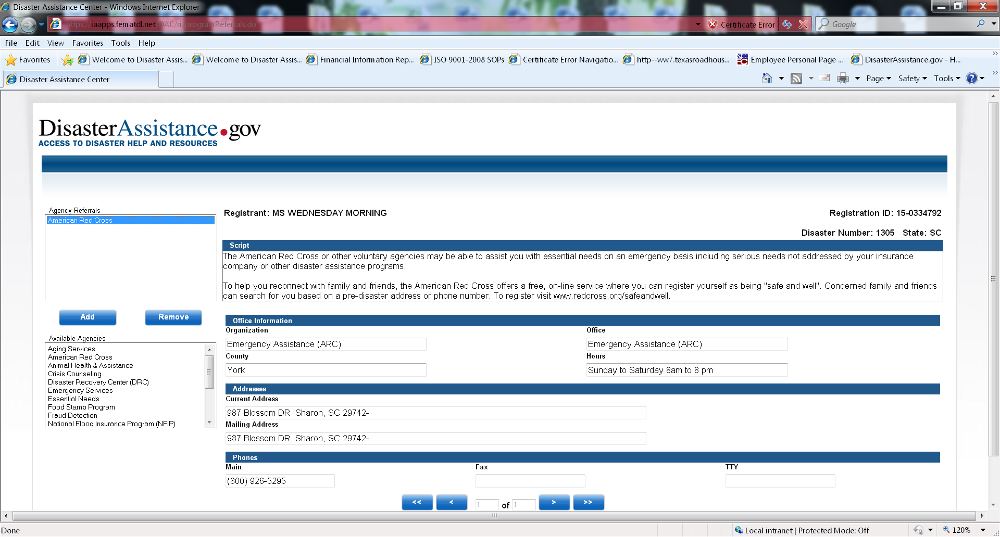 Disaster Assistance Center - Windows Internet Explorer
https://iaapps.fematdl.net/DAC/ri/programReferrals.do
Certificate Error
Google
File Edit View Favorites Tools Help
Favorites
Welcome to Disaster Assis...
Welcome to Disaster Assis...
Financial Information Rep...
ISO 9001-2008 SOPs
Certificate Error Navigatio...
http--ww7.texasroadhous...
Employee Personal Page ...
DisasterAssistance.gov - H...
Disaster Assistance Center
Page Safety Tools
DisasterAssistance.gov
ACCESS TO DISASTER HELP AND RESOURCES
Agency Referrals
American Red Cross
Add Remove
Available Agencies
Aging Services
American Red Cross
Animal Health & Assistance
Crisis Counseling
Disaster Recovery Center (DRC)
Emergency Services
Essential Needs
Food Stamp Program
Fraud Detection
National Flood Insurance Program (NFIP)
Registrant: MS WEDNESDAY MORNING
Registration ID: 15-0334792
Disaster Number: 1305 State: SC
Script
The American Red Cross or other voluntary agencies may be able to assist you with essential needs on an emergency basis including serious needs not addressed by your insurance
company or other disaster assistance programs.
To help you reconnect with family and friends, the American Red Cross offers a free, on-line service where you can register yourself as being "safe and well". Concerned family and friends
can search for you based on a pre-disaster address or phone number. To register visit www.redcross.org/safeandwell.
Office Information
Organization Office
Emergency Assistance (ARC) Emergency Assistance (ARC)
County Hours
York Sunday to Saturday 8am to 8 pm
Addresses
Current Address
987 Blossom DR Sharon, SC 29742-
Mailing Address
987 Blossom DR Sharon, SC 29742-
Phones
Main Fax TTY
(800) 926-5295
<< < 1 of 1 > >>
Done
Local intranet | Protected Mode: Off
120%